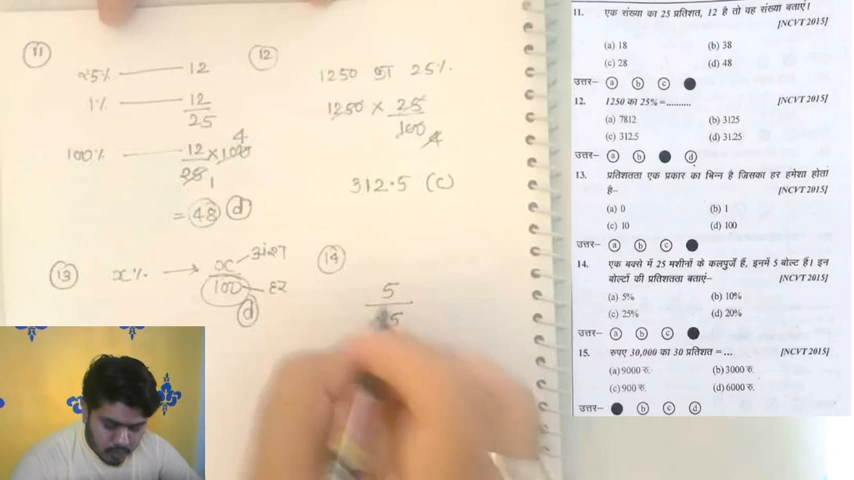 11
25% — 12
1% — 12/25
100% — 12/25 × 100 4
1
= 48 d
12
1250 का 25%.
1250 × 25/100 4
312.5 (C)
13
x% → x/100
अंश
हर
d
14
5/25
11. एक संख्या का 25 प्रतिशत, 12 है तो वह संख्या बताएं।
[NCVT 2015]
(a) 18 (b) 38
(c) 28 (d) 48
उत्तर– a b c
12. 1250 का 25% =.......... [NCVT 2015]
(a) 7812 (b) 3125
(c) 312.5 (d) 31.25
उत्तर– a b d
13. प्रतिशतता एक प्रकार का भिन्न है जिसका हर हमेशा होता
है– [NCVT 2015]
(a) 0 (b) 1
(c) 10 (d) 100
उत्तर– a b c
14. एक बक्से में 25 मशीनों के कलपुर्जे हैं, इनमें 5 बोल्ट हैं। इन
बोल्टों की प्रतिशतता बताएं– [NCVT 2015]
(a) 5% (b) 10%
(c) 25% (d) 20%
उत्तर– a b c
15. रुपए 30,000 का 30 प्रतिशत = ... [NCVT 2015]
(a) 9000 रु. (b) 3000 रु.
(c) 900 रु. (d) 6000 रु.
उत्तर– b c d